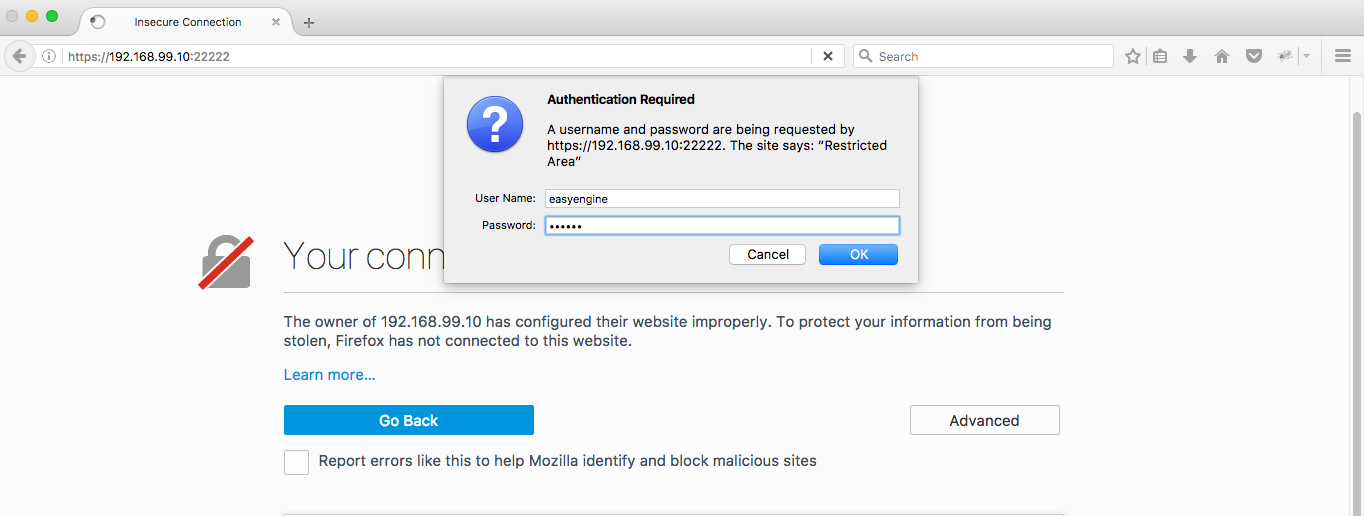 Insecure Connection
https://192.168.99.10:22222
Search
Authentication Required
A username and password are being requested by
https://192.168.99.10:22222. The site says: “Restricted
Area”
User Name: easyengine
Password: ••••••
Cancel
OK
Your conn
The owner of 192.168.99.10 has configured their website improperly. To protect your information from being
stolen, Firefox has not connected to this website.
Learn more...
Go Back
Advanced
Report errors like this to help Mozilla identify and block malicious sites